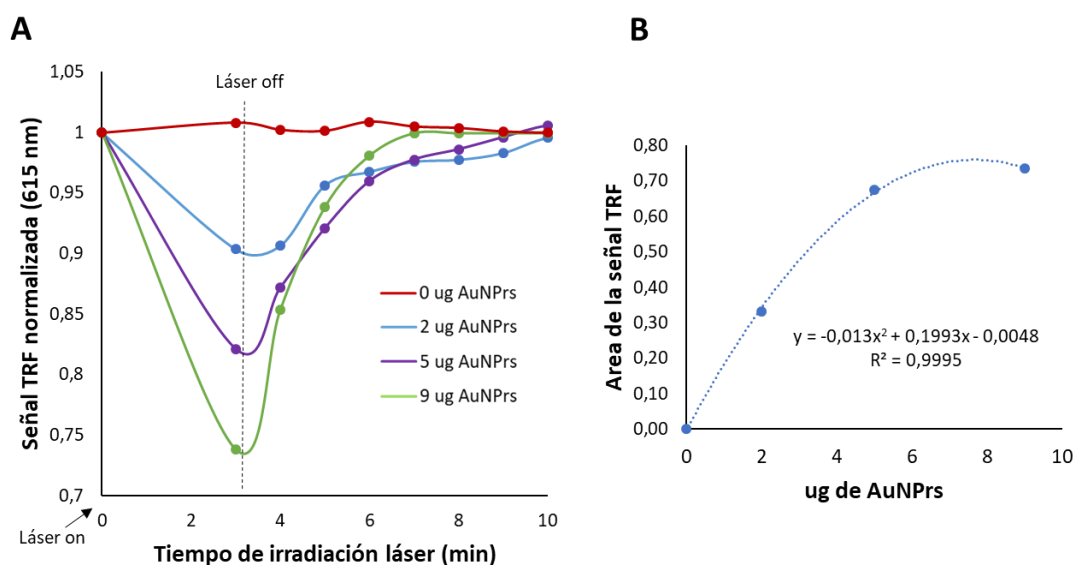 A
Señal TRF normalizada (615 nm)
1,05
1
0,95
0,9
0,85
0,8
0,75
0,7
Láser off
0 ug AuNPrs
2 ug AuNPrs
5 ug AuNPrs
9 ug AuNPrs
0 2 4 6 8 10
Láser on
Tiempo de irradiación láser (min)
B
Area de la señal TRF
0,80
0,70
0,60
0,50
0,40
0,30
0,20
0,10
0,00
y = -0,013x² + 0,1993x - 0,0048
R² = 0,9995
0 2 4 6 8 10
ug de AuNPrs